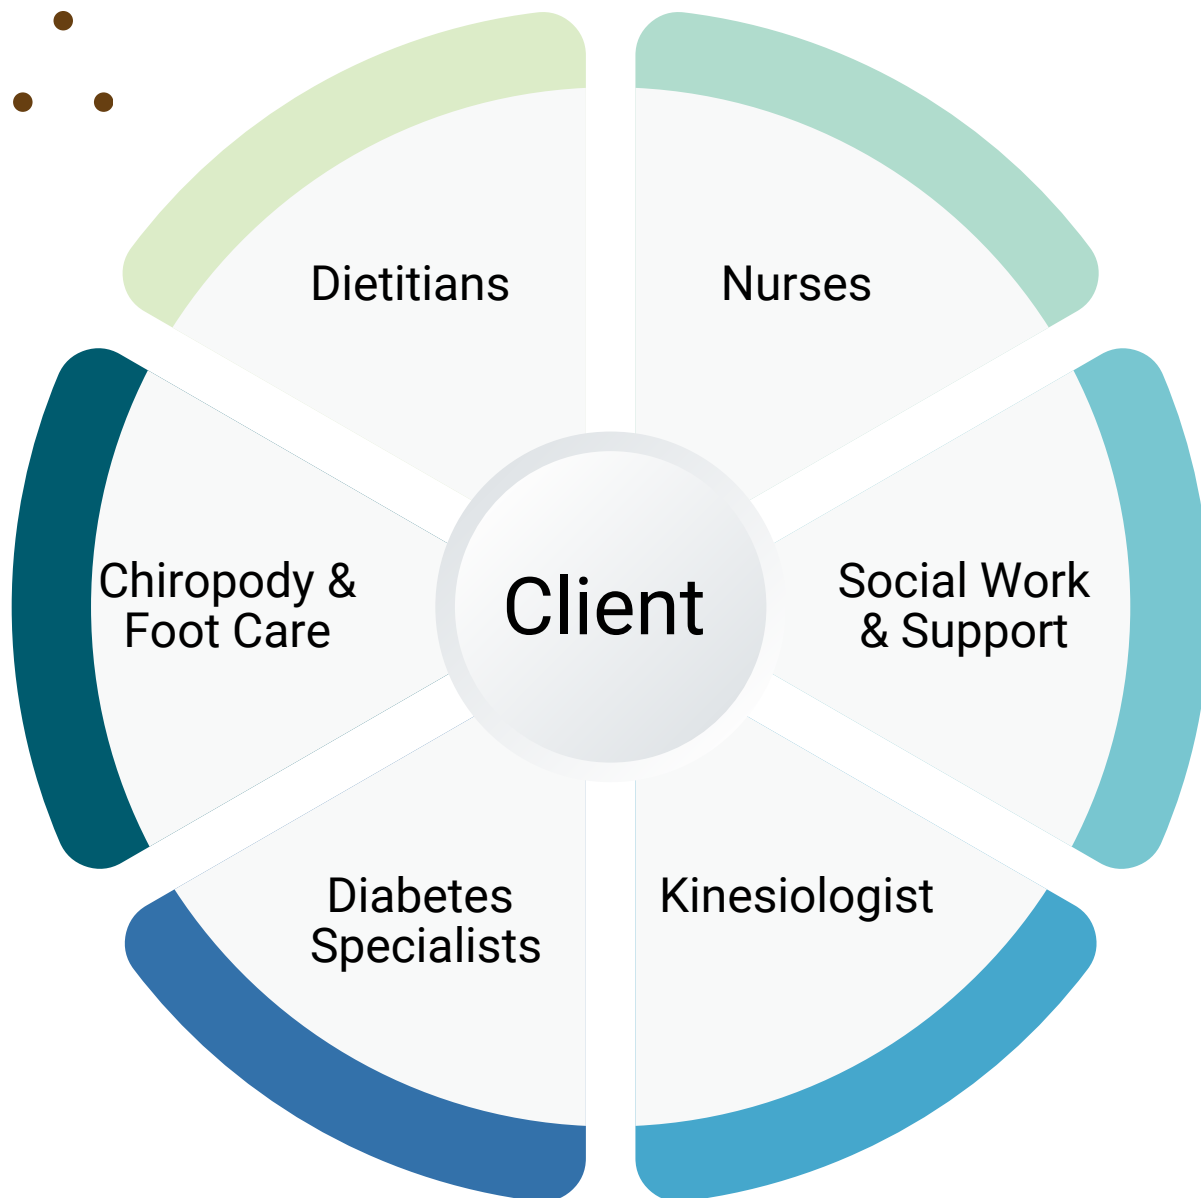 Dietitians
Nurses
Chiropody &
Foot Care
Client
Social Work
& Support
Diabetes
Specialists
Kinesiologist